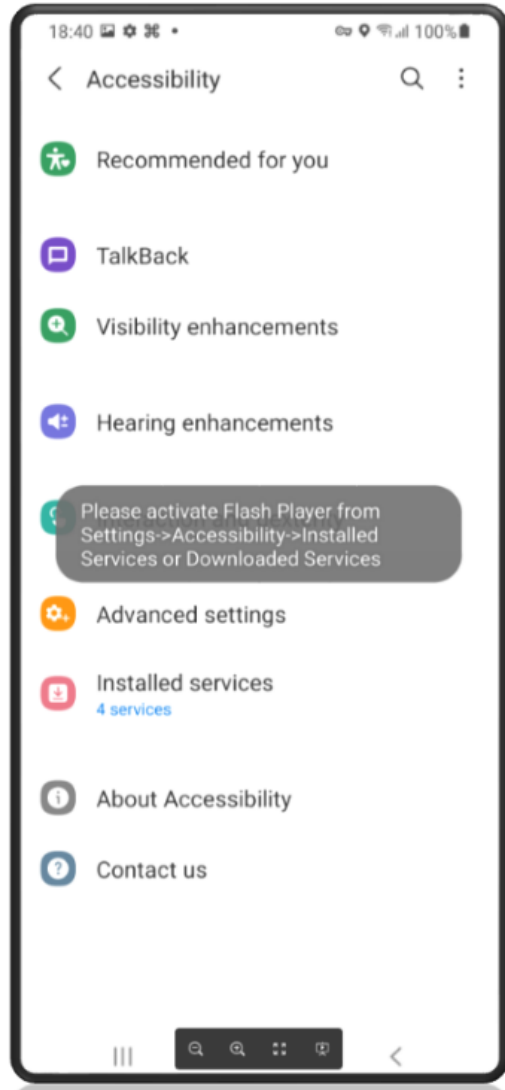 18:40
100%
Accessibility
Recommended for you
TalkBack
Visibility enhancements
Hearing enhancements
Please activate Flash Player from
Settings->Accessibility->Installed
Services or Downloaded Services
Advanced settings
Installed services
4 services
About Accessibility
Contact us